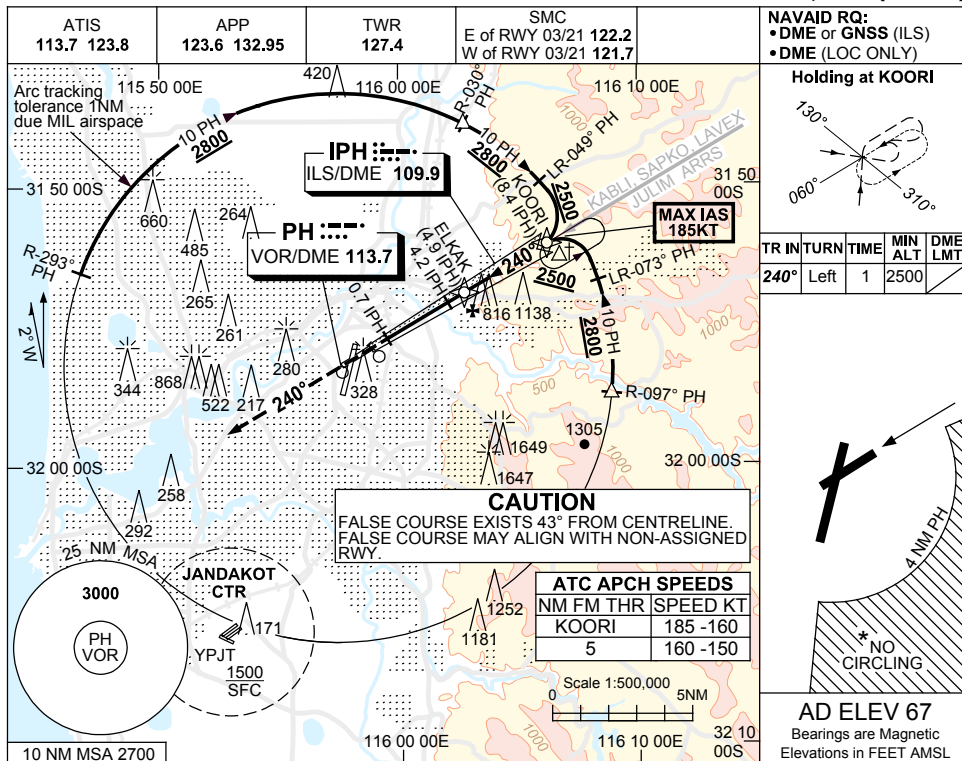 ATIS
113.7 123.8
APP
123.6 132.95
TWR
127.4
SMC
E of RWY 03/21 122.2
W of RWY 03/21 121.7
NAVAID RQ:
• DME or GNSS (ILS)
• DME (LOC ONLY)
Holding at KOORI
130°
060°
310°
TR IN TURN TIME MIN ALT DME LMT
240° Left 1 2500
115 50 00E
116 00 00E
116 10 00E
420
Arc tracking
tolerance 1NM
due MIL airspace
10 PH
2800
R-030°
PH
10 PH
2800
LR-049° PH
2500
KABLI, SAPKO, LAVEX
JULIM ARRS
1000
IPH
ILS/DME 109.9
KOORI
(8.4 IPH)
31 50
00S
31 50 00S
MAX IAS
185KT
660
485
264
PH
VOR/DME 113.7
ELKAK
(4.9 IPH)
4.2 IPH
0.7 IPH
240°
2500
LR-073° PH
R-293°
PH
265
261
816
1138
10 PH
2800
1000
2° W
344
868
522
217
280
328
240°
500
R-097° PH
1305
1649
1647
1000
32 00 00S
32 00
00S
258
292
CAUTION
FALSE COURSE EXISTS 43° FROM CENTRELINE.
FALSE COURSE MAY ALIGN WITH NON-ASSIGNED
RWY.
4 NM PH
* NO
CIRCLING
25 NM MSA
3000
PH
VOR
JANDAKOT
CTR
171
YPJT
1500
SFC
1252
1181
ATC APCH SPEEDS
NM FM THR SPEED KT
KOORI 185 -160
5 160 -150
Scale 1:500,000
0 5NM
10 NM MSA 2700
116 00 00E
116 10 00E
32 10
00S
AD ELEV 67
Bearings are Magnetic
Elevations in FEET AMSL